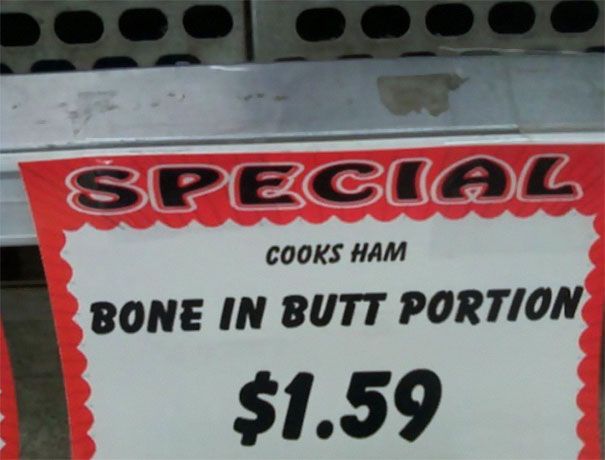 SPECIAL
COOKS HAM
BONE IN BUTT PORTION
$1.59